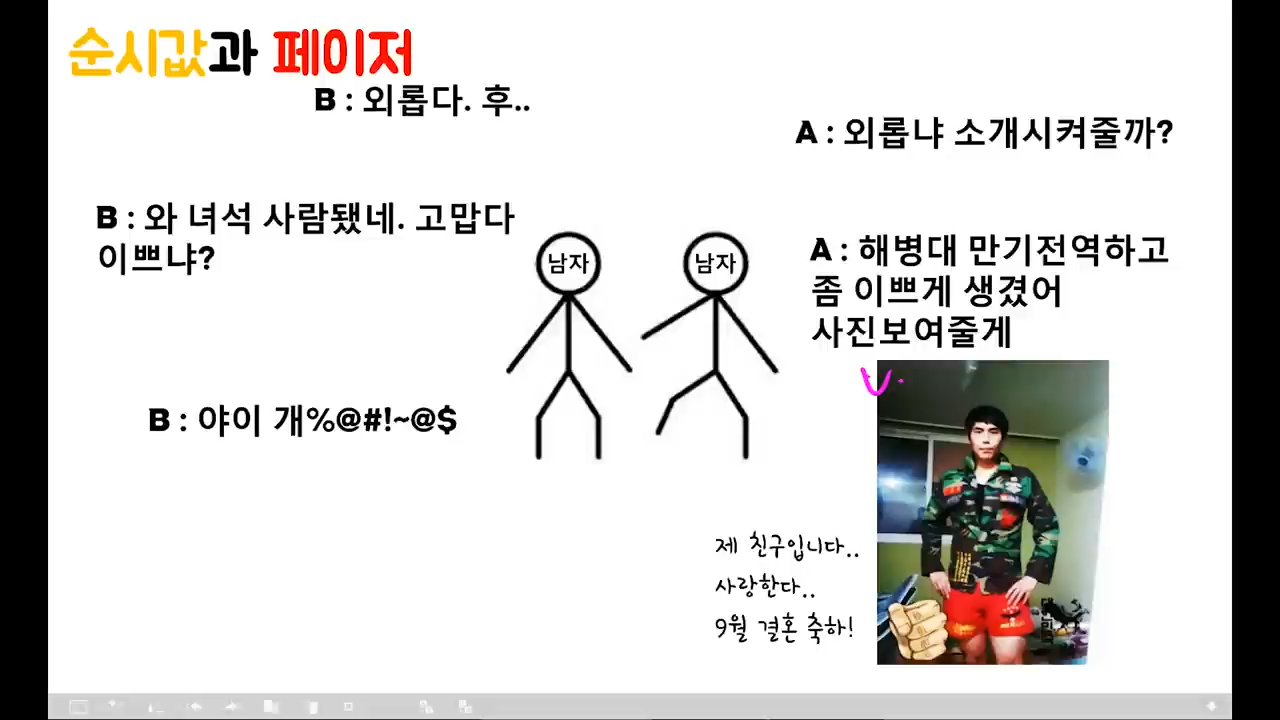 순시값과 페이저
B : 외롭다. 후..
A : 외롭냐 소개시켜줄까?
B : 와 녀석 사람됐네. 고맙다
이쁘냐?
남자
남자
A : 해병대 만기전역하고
좀 이쁘게 생겼어
사진보여줄게
B : 야이 개%@#!~@$
제 친구입니다..
사랑한다..
9월 결혼 축하!